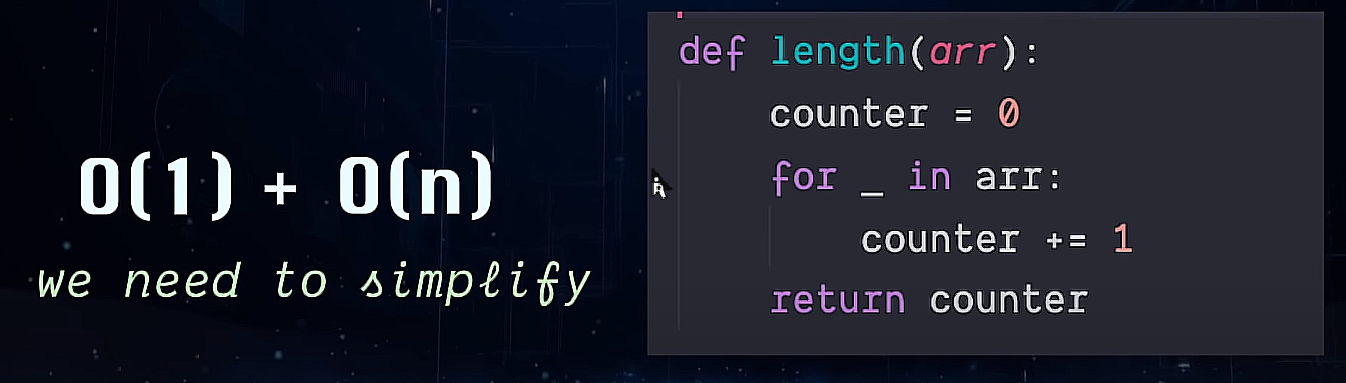 O(1) + O(n)
we need to simplify
def length(arr):
    counter = 0
    for _ in arr:
        counter += 1
    return counter